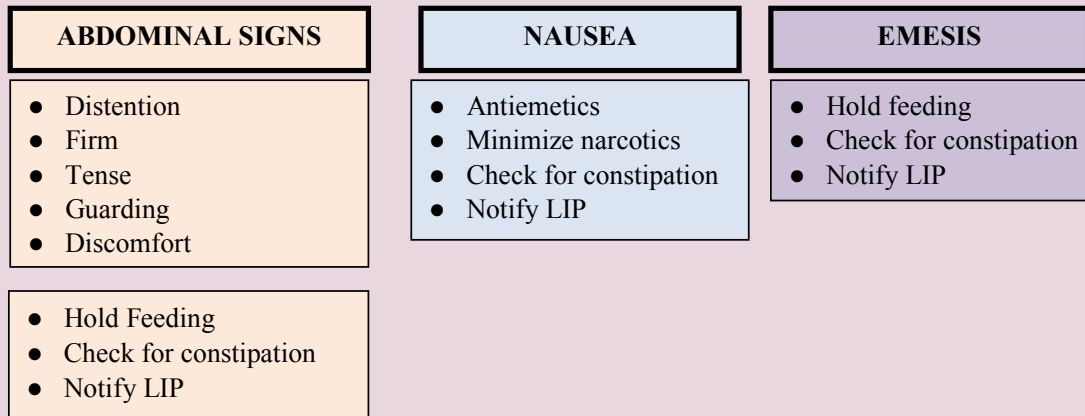 ABDOMINAL SIGNS
● Distention
● Firm
● Tense
● Guarding
● Discomfort
● Hold Feeding
● Check for constipation
● Notify LIP
NAUSEA
● Antiemetics
● Minimize narcotics
● Check for constipation
● Notify LIP
EMESIS
● Hold feeding
● Check for constipation
● Notify LIP